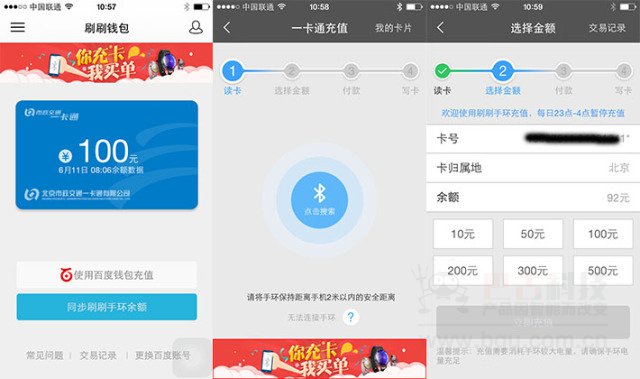 中国联通
10:57
刷刷钱包
你充卡
我买单
市政交通
一卡通
¥ 100元
6月11日 08:06余额数据
北京市政交通一卡通有限公司
使用百度钱包充值
同步刷刷手环余额
常见问题 | 交易记录 | 更换百度账号
中国联通
10:58
一卡通充值
我的卡片
1 2 3 4
读卡 选择金额 付款 写卡
点击搜索
请将手环保持距离手机2米以内的安全距离
无法连接手环 ?
你充卡
我买单
中国联通
10:59
选择金额
交易记录
2 3 4
读卡 选择金额 付款 写卡
欢迎使用刷刷手环充值,每日23点-4点暂停充值
卡号
卡归属地 北京
余额 92元
10元 50元 100元
200元 300元 500元
立即充值
温馨提示:充值需要消耗手环较大电量,请确保手环电量充足